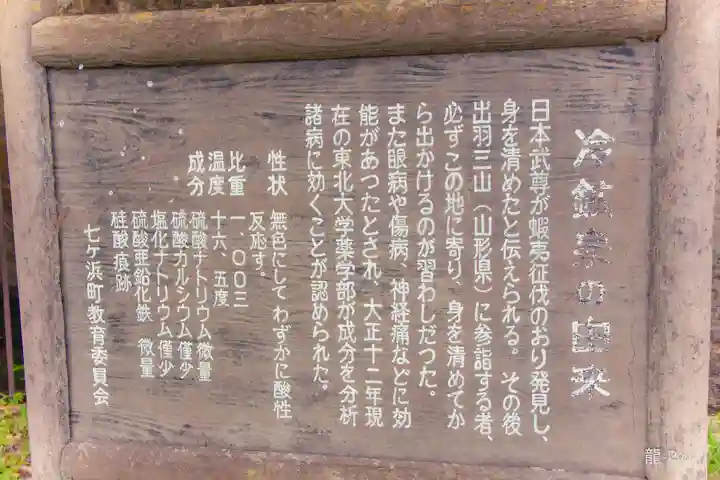 冷鉱泉の由来
日本武尊が蝦夷征伐のおり発見し、
身を清めたと伝えられる。その後
出羽三山(山形県)に参詣する者、
必ずこの地に寄り、身を清めてか
ら出かけるのが習わしだつた。
また眼病や傷病、神経痛などに効
能があつたとされ、大正十二年現
在の東北大学薬学部が成分を分析
諸病に効くことが認められた。
性状 無色にしてわずかに酸性
反応す。
比重 一、〇〇三
温度 十六、五度
成分 硫酸ナトリウム微量
硫酸カルシウム僅少
塩化ナトリウム僅少
硫酸亜鉛化鉄 微量
硅酸痕跡
七ヶ浜町教育委員会